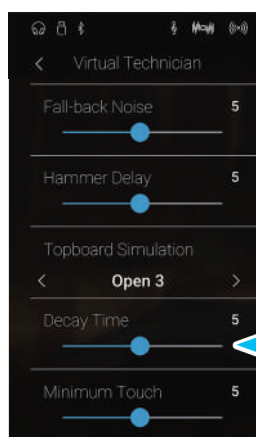 Virtual Technician
Fall-back Noise 5
Hammer Delay 5
Topboard Simulation
< Open 3 >
Decay Time 5
Minimum Touch 5